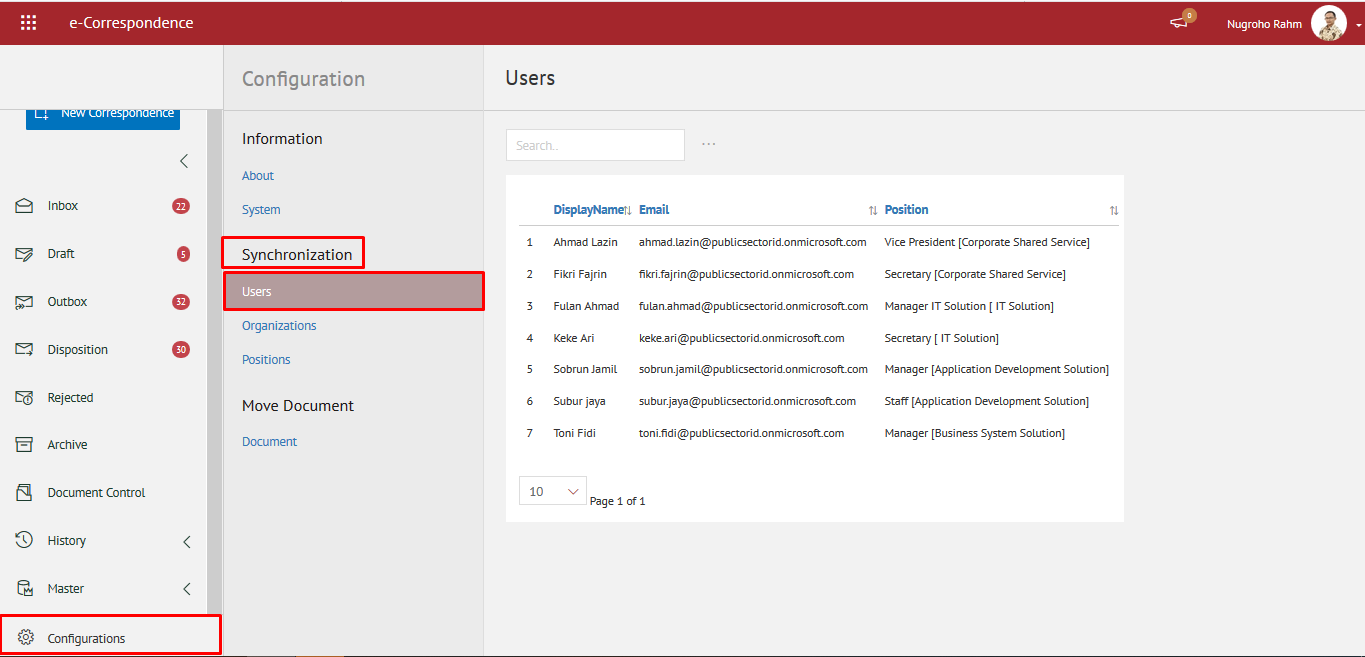 e-Correspondence
0
Nugroho Rahm
New Correspondence
Inbox 22
Draft 5
Outbox 32
Disposition 30
Rejected
Archive
Document Control
History
Master
Configurations
Configuration
Information
About
System
Synchronization
Users
Organizations
Positions
Move Document
Document
Users
Search..
...
DisplayName Email Position
1 Ahmad Lazin ahmad.lazin@publicsectorid.onmicrosoft.com Vice President [Corporate Shared Service]
2 Fikri Fajrin fikri.fajrin@publicsectorid.onmicrosoft.com Secretary [Corporate Shared Service]
3 Fulan Ahmad fulan.ahmad@publicsectorid.onmicrosoft.com Manager IT Solution [ IT Solution]
4 Keke Ari keke.ari@publicsectorid.onmicrosoft.com Secretary [ IT Solution]
5 Sobrun Jamil sobrun.jamil@publicsectorid.onmicrosoft.com Manager [Application Development Solution]
6 Subur jaya subur.jaya@publicsectorid.onmicrosoft.com Staff [Application Development Solution]
7 Toni Fidi toni.fidi@publicsectorid.onmicrosoft.com Manager [Business System Solution]
10 Page 1 of 1